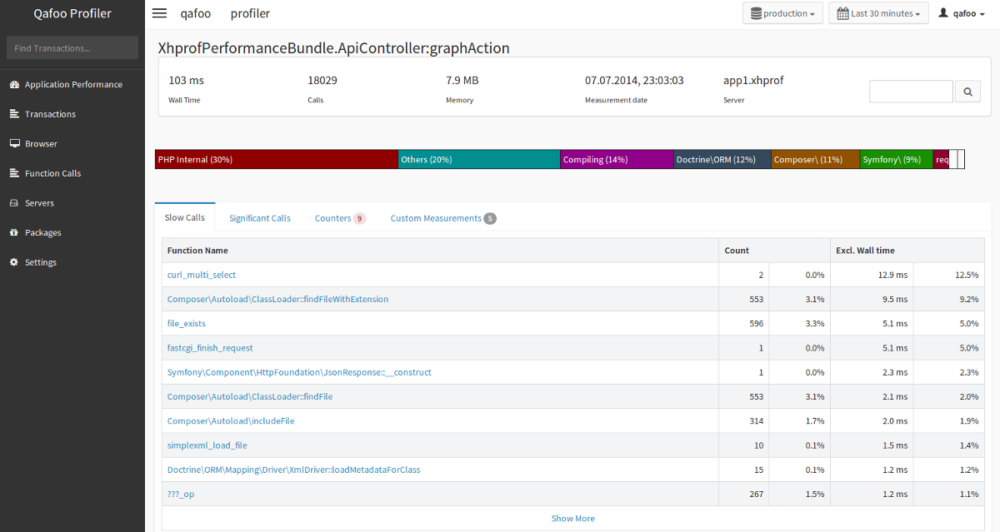 Qafoo Profiler
qafoo profiler production Last 30 minutes qafoo
Find Transactions...
Application Performance
Transactions
Browser
Function Calls
Servers
Packages
Settings
XhprofPerformanceBundle.ApiController:graphAction
103 ms 18029 7.9 MB 07.07.2014, 23:03:03 app1.xhprof
Wall Time Calls Memory Measurement date Server
PHP Internal (30%) Others (20%) Compiling (14%) Doctrine\ORM (12%) Composer\ (11%) Symfony\ (9%) req
Slow Calls Significant Calls Counters 9 Custom Measurements 5
Function Name Count Excl. Wall time
curl_multi_select 2 0.0% 12.9 ms 12.5%
Composer\Autoload\ClassLoader::findFileWithExtension 553 3.1% 9.5 ms 9.2%
file_exists 596 3.3% 5.1 ms 5.0%
fastcgi_finish_request 1 0.0% 5.1 ms 5.0%
Symfony\Component\HttpFoundation\JsonResponse::__construct 1 0.0% 2.3 ms 2.3%
Composer\Autoload\ClassLoader::findFile 553 3.1% 2.1 ms 2.0%
Composer\Autoload\includeFile 314 1.7% 2.0 ms 1.9%
simplexml_load_file 10 0.1% 1.5 ms 1.4%
Doctrine\ORM\Mapping\Driver\XmlDriver::loadMetadataForClass 15 0.1% 1.2 ms 1.2%
???_op 267 1.5% 1.2 ms 1.1%
Show More